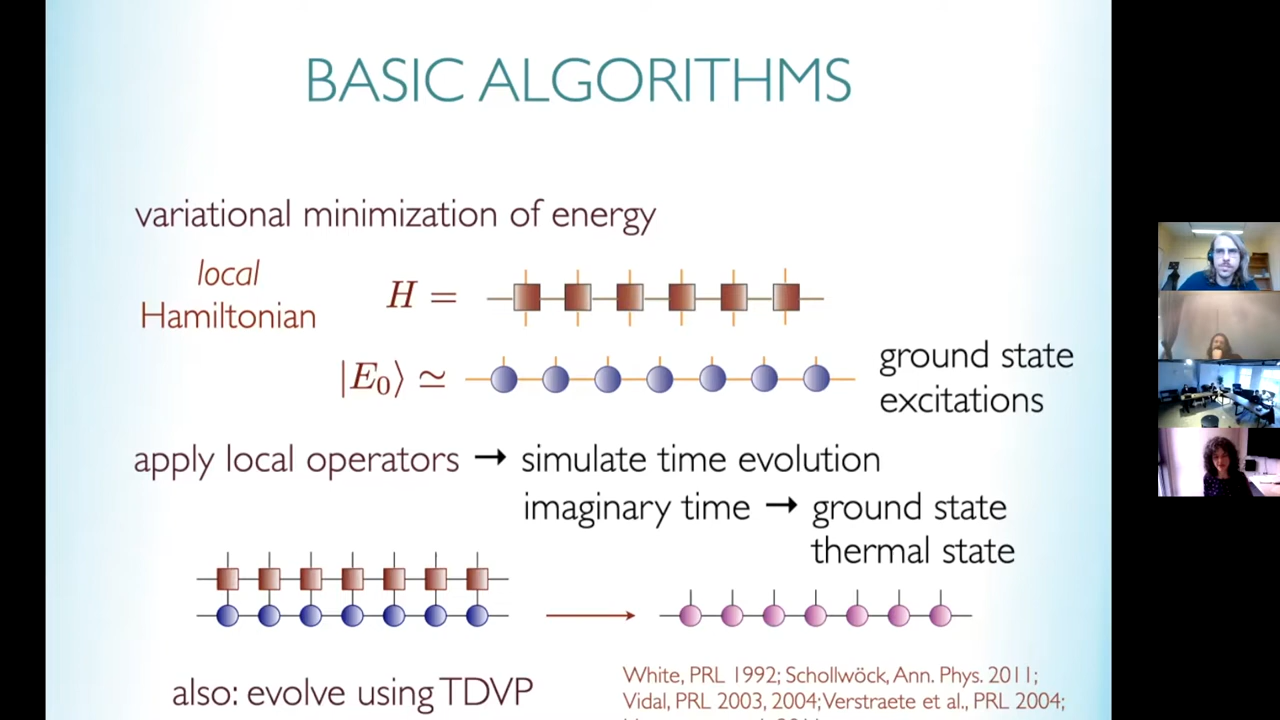 BASIC ALGORITHMS
variational minimization of energy
local
Hamiltonian
H =
|E₀⟩ ≃
ground state
excitations
apply local operators → simulate time evolution
imaginary time → ground state
thermal state
also: evolve using TDVP
White, PRL 1992; Schollwöck, Ann. Phys. 2011;
Vidal, PRL 2003, 2004; Verstraete et al., PRL 2004;